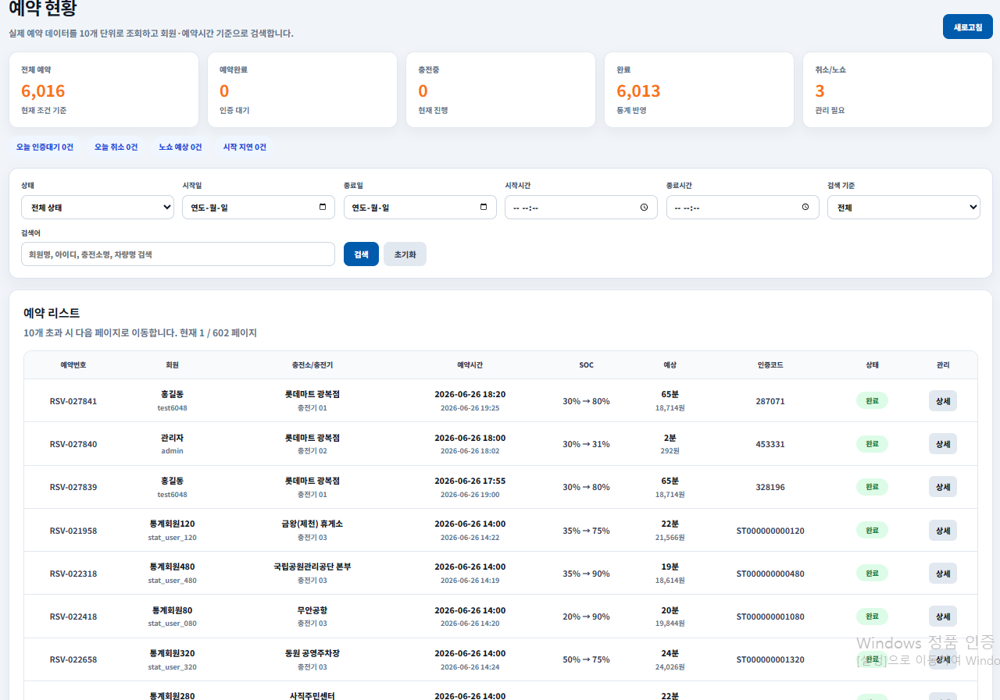 예약 현황
실제 예약 데이터를 10개 단위로 조회하고 회원·예약시간 기준으로 검색합니다.
새로고침
전체 예약
6,016
현재 조건 기준
예약완료
0
인증 대기
충전중
0
현재 진행
완료
6,013
통계 반영
취소/노쇼
3
관리 필요
오늘 인증대기 0건 오늘 취소 0건 노쇼 예상 0건 시작 지연 0건
상태 시작일 종료일 시작시간 종료시간 검색 기준
전체 상태 연도-월-일 연도-월-일 -- --:-- -- --:-- 전체
검색어
회원명, 아이디, 충전소명, 차량명 검색 검색 초기화
예약 리스트
10개 초과 시 다음 페이지로 이동합니다. 현재 1 / 602 페이지
예약번호 회원 충전소/충전기 예약시간 SOC 예상 인증코드 상태 관리
홍길동 롯데마트 광복점 2026-06-26 18:20 65분
RSV-027841 30% → 80% 287071 완료 상세
test6048 충전기 01 2026-06-26 19:25 18,714원
관리자 롯데마트 광복점 2026-06-26 18:00 2분
RSV-027840 30% → 31% 453331 완료 상세
admin 충전기 02 2026-06-26 18:02 292원
홍길동 롯데마트 광복점 2026-06-26 17:55 65분
RSV-027839 30% → 80% 328196 완료 상세
test6048 충전기 01 2026-06-26 19:00 18,714원
통계회원120 금왕(제천) 휴게소 2026-06-26 14:00 22분
RSV-021958 35% → 75% ST000000000120 완료 상세
stat_user_120 충전기 03 2026-06-26 14:22 21,566원
통계회원480 국립공원관리공단 본부 2026-06-26 14:00 19분
RSV-022318 35% → 90% ST000000000480 완료 상세
stat_user_480 충전기 03 2026-06-26 14:19 18,614원
통계회원80 무안공항 2026-06-26 14:00 20분
RSV-022418 20% → 90% ST000000001080 완료 상세
stat_user_080 충전기 03 2026-06-26 14:20 19,844원
Windows 정품 인증
통계회원320 동원 공영주차장 2026-06-26 14:00 24분
RSV-022658 50% → 75% ST000000001320 완료 상세
[설정]으로 이동하여 Windo
stat_user_320 충전기 03 2026-06-26 14:24 24,026원
통계회원280 사직주민센터 2026-06-26 14:00 22분